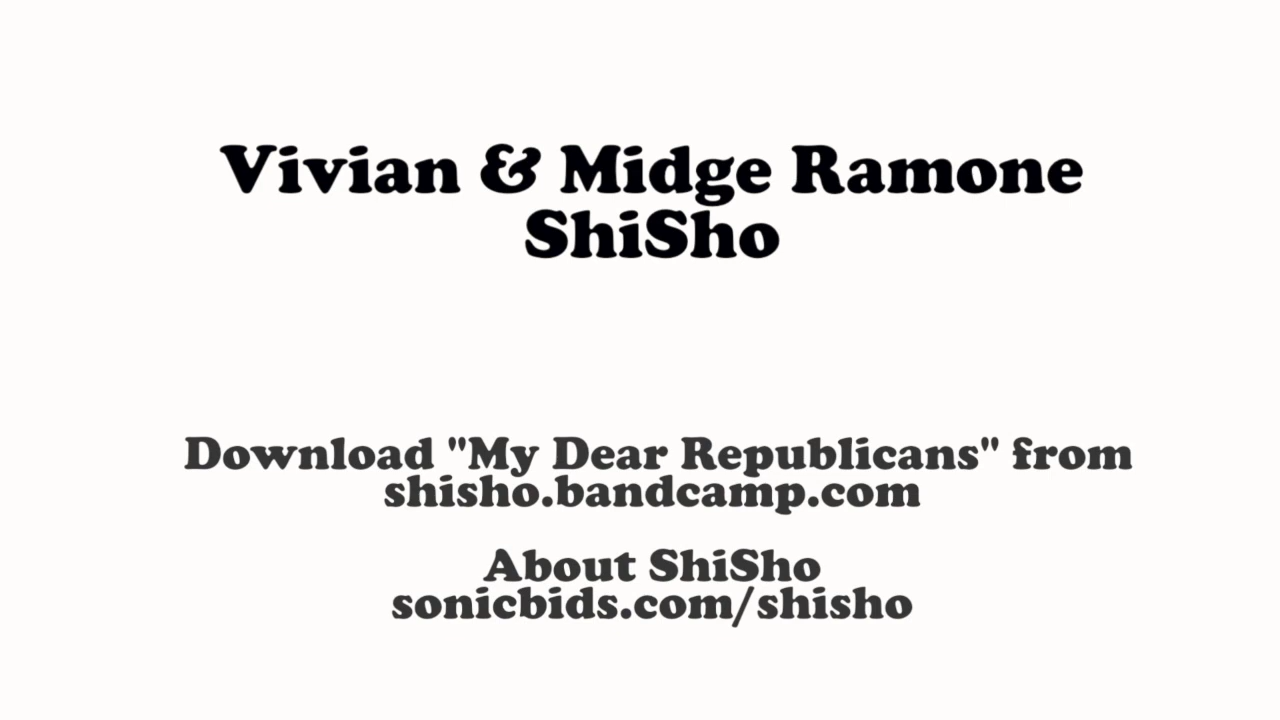 Vivian & Midge Ramone
ShiSho
Download "My Dear Republicans" from
shisho.bandcamp.com
About ShiSho
sonicbids.com/shisho